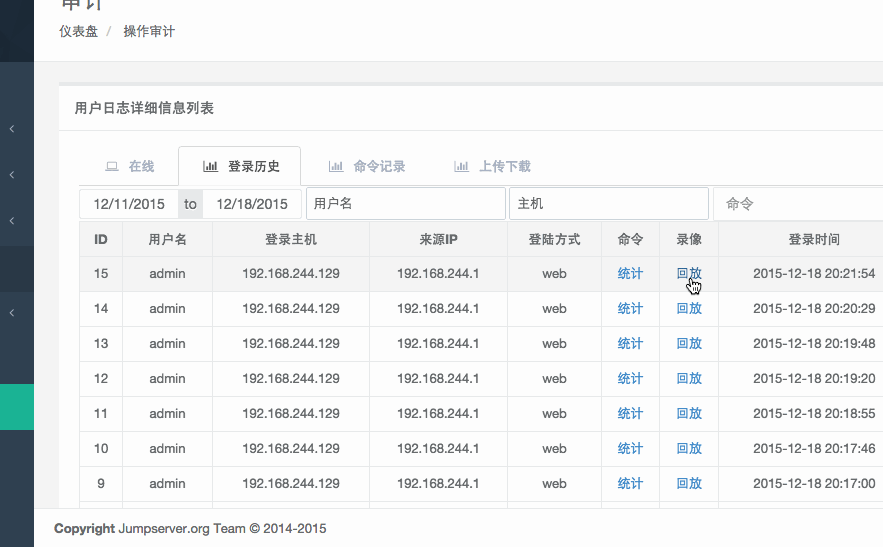 审计
仪表盘 / 操作审计
用户日志详细信息列表
在线 登录历史 命令记录 上传下载
12/11/2015 to 12/18/2015 用户名 主机 命令
ID 用户名 登录主机 来源IP 登陆方式 命令 录像 登录时间
15 admin 192.168.244.129 192.168.244.1 web 统计 回放 2015-12-18 20:21:54
14 admin 192.168.244.129 192.168.244.1 web 统计 回放 2015-12-18 20:20:29
13 admin 192.168.244.129 192.168.244.1 web 统计 回放 2015-12-18 20:19:48
12 admin 192.168.244.129 192.168.244.1 web 统计 回放 2015-12-18 20:19:20
11 admin 192.168.244.129 192.168.244.1 web 统计 回放 2015-12-18 20:18:55
10 admin 192.168.244.129 192.168.244.1 web 统计 回放 2015-12-18 20:17:46
9 admin 192.168.244.129 192.168.244.1 web 统计 回放 2015-12-18 20:17:00
Copyright Jumpserver.org Team © 2014-2015